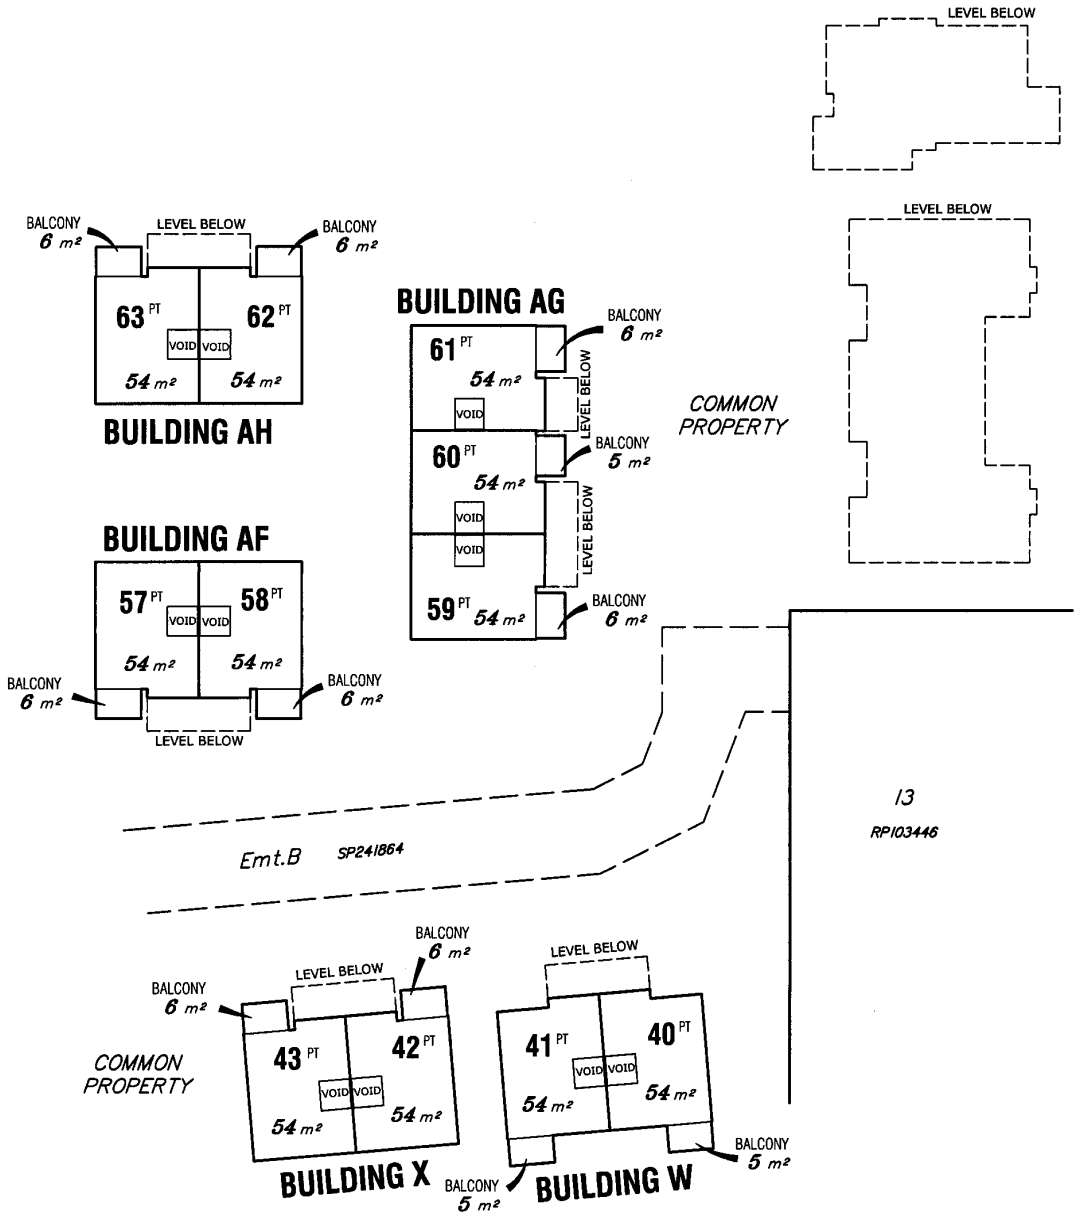 LEVEL BELOW
LEVEL BELOW
BALCONY
6 m²
LEVEL BELOW
BALCONY
6 m²
63 PT
62 PT
VOID
VOID
54 m²
54 m²
BUILDING AH
BUILDING AG
BALCONY
6 m²
61 PT
54 m²
VOID
LEVEL BELOW
60 PT
54 m²
VOID
BALCONY
5 m²
LEVEL BELOW
VOID
59 PT
54 m²
BALCONY
6 m²
COMMON
PROPERTY
BUILDING AF
57 PT
58 PT
VOID
VOID
54 m²
54 m²
BALCONY
6 m²
BALCONY
6 m²
LEVEL BELOW
13
RP103446
Emt.B
SP241864
BALCONY
6 m²
LEVEL BELOW
BALCONY
6 m²
43 PT
42 PT
VOID
VOID
54 m²
54 m²
BUILDING X
COMMON
PROPERTY
LEVEL BELOW
41 PT
40 PT
VOID
VOID
54 m²
54 m²
BALCONY
5 m²
BALCONY
5 m²
BUILDING W